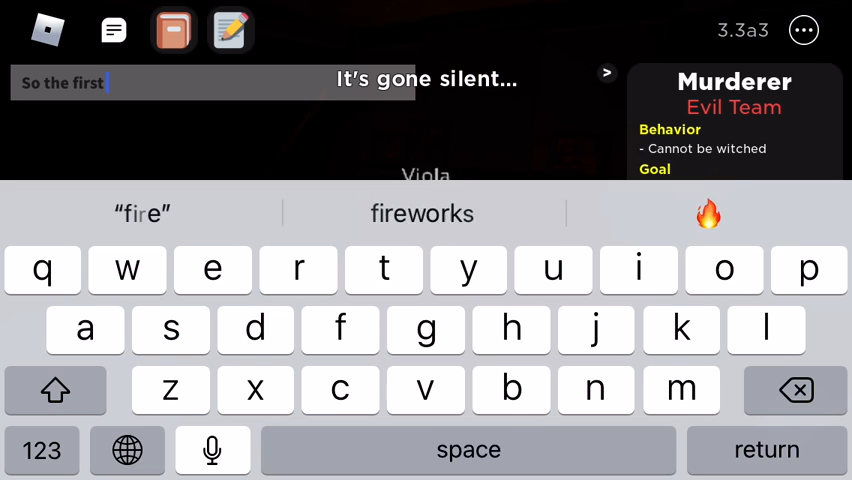 3.3a3
So the first
It's gone silent...
>
Murderer
Evil Team
Behavior
- Cannot be witched
Goal
Viola
“fire”
fireworks
q w e r t y u i o p
a s d f g h j k l
z x c v b n m
123
space
return